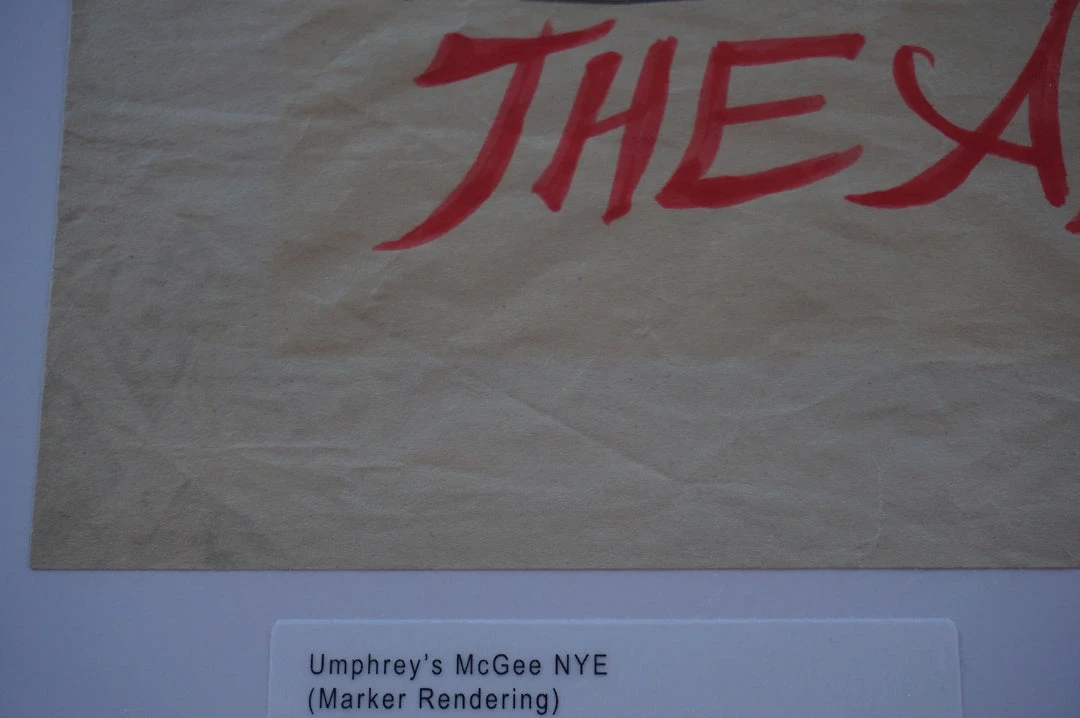 THE A
Umphrey’s McGee NYE
(Marker Rendering)